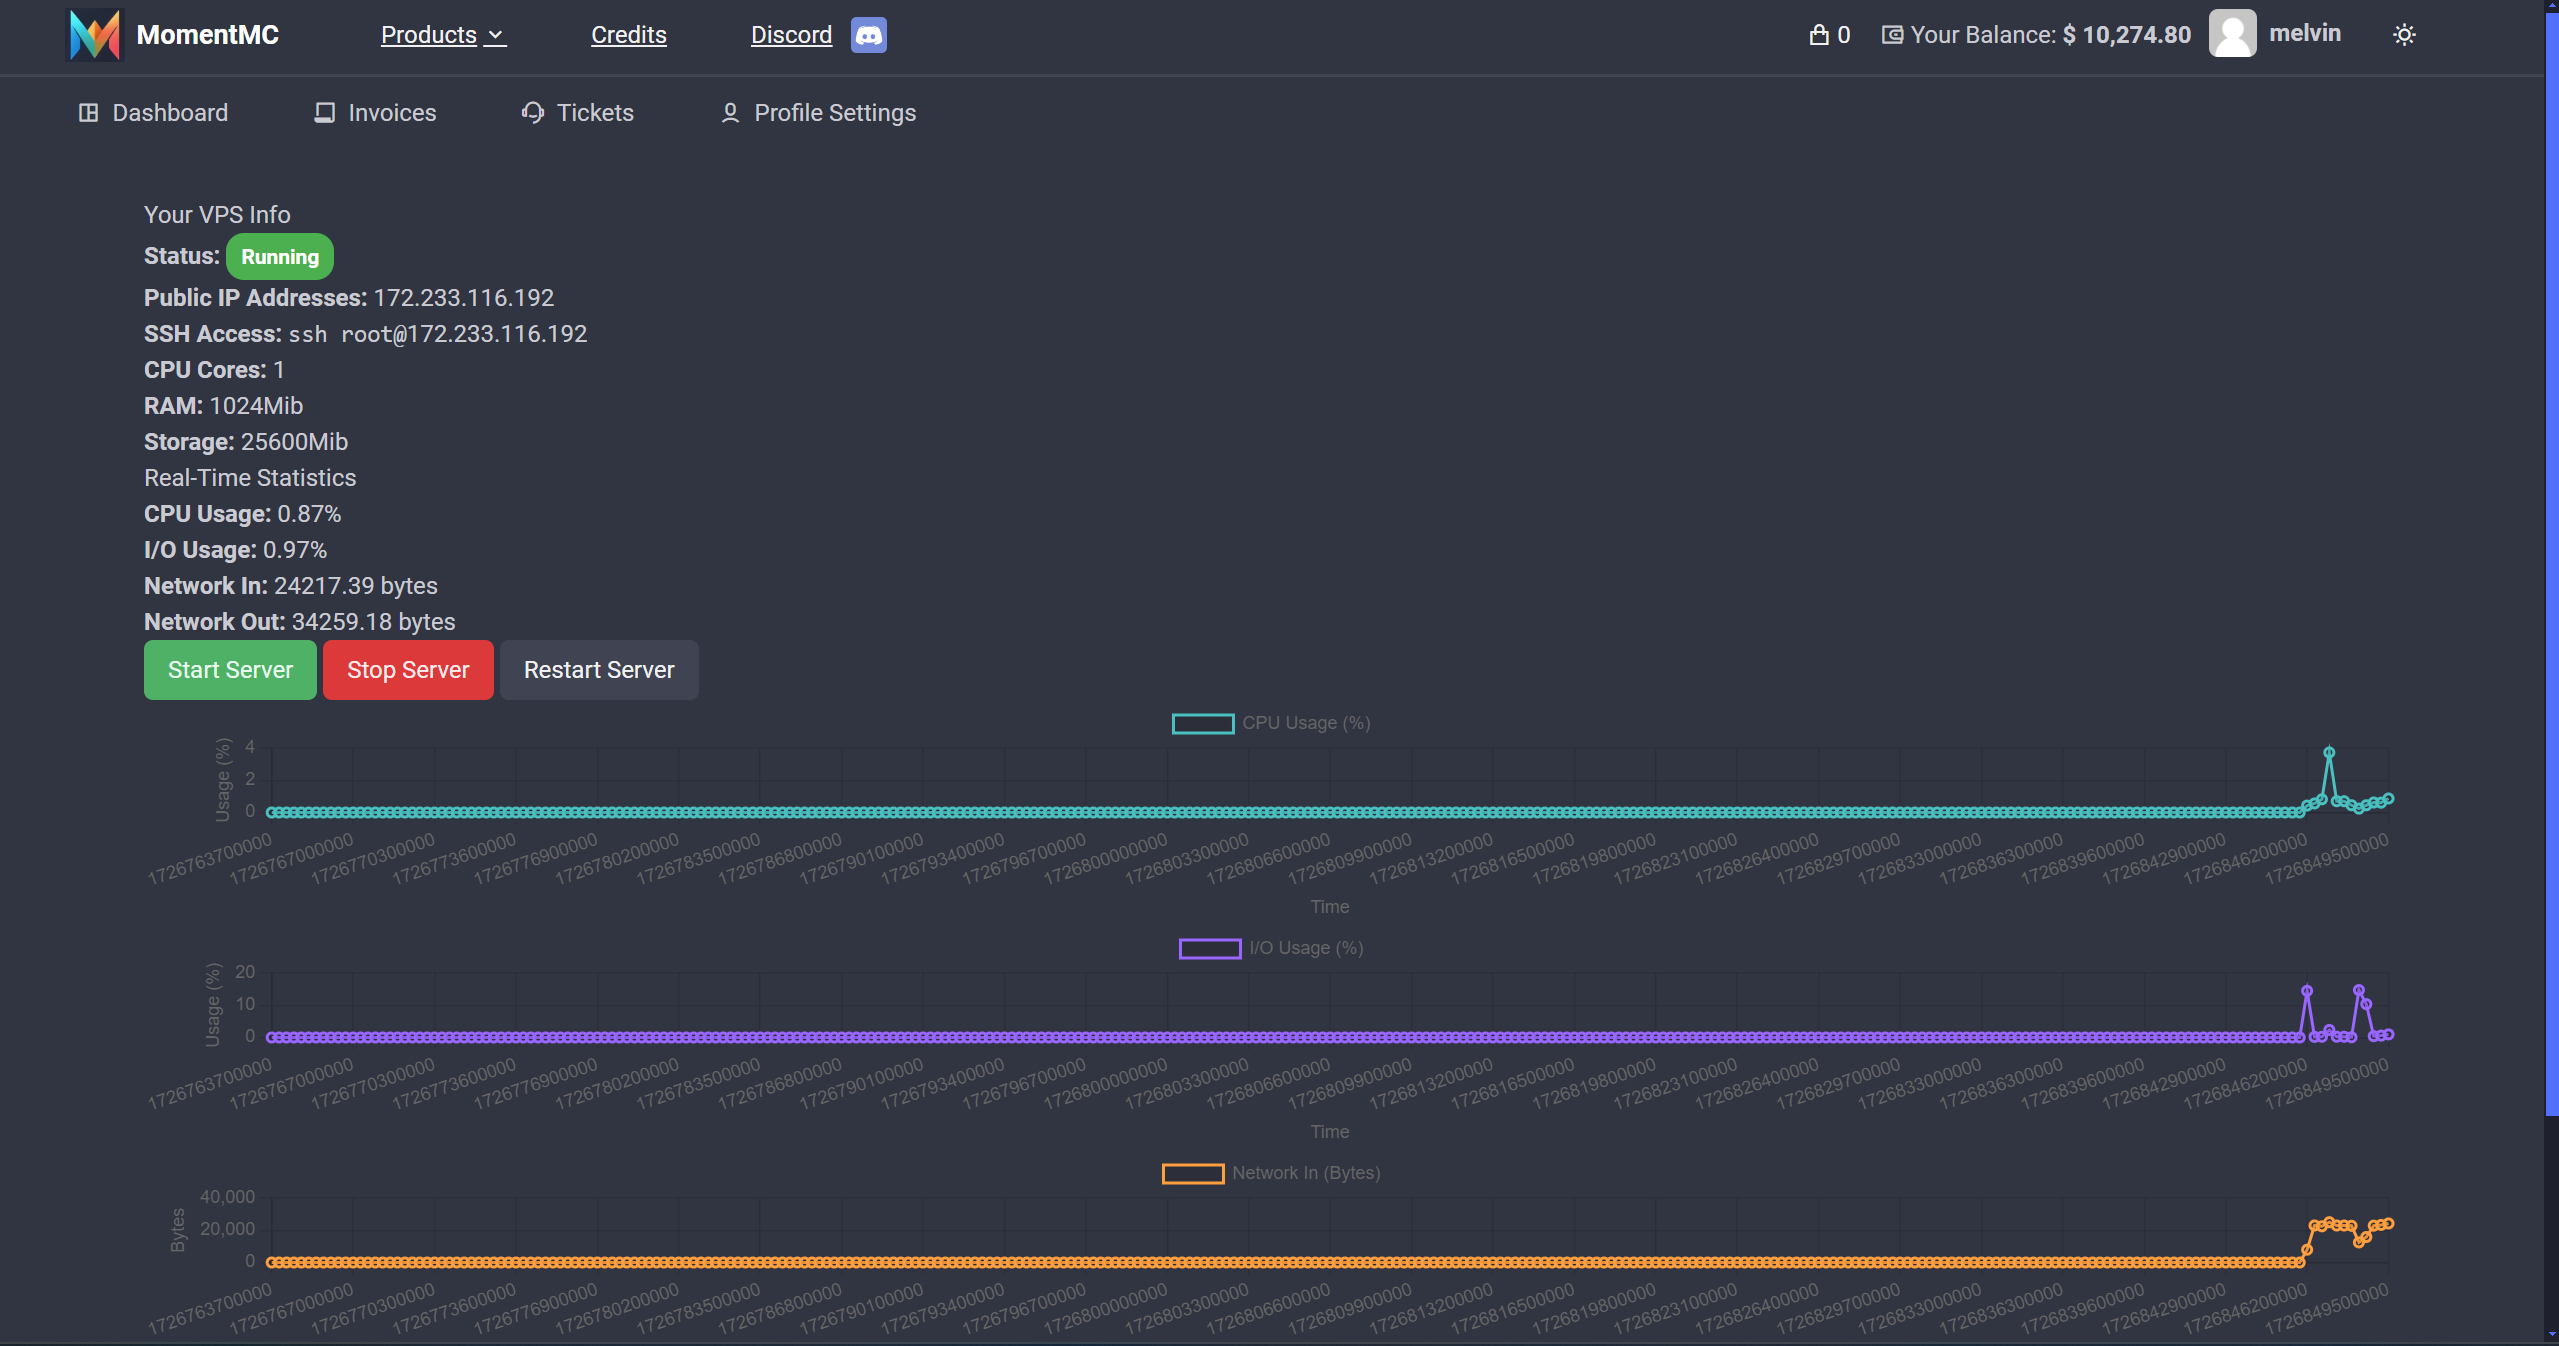 MomentMC Products Credits Discord 0 Your Balance: $ 10,274.80 melvin
Dashboard Invoices Tickets Profile Settings
Your VPS Info
Status: Running
Public IP Addresses: 172.233.116.192
SSH Access: ssh root@172.233.116.192
CPU Cores: 1
RAM: 1024Mib
Storage: 25600Mib
Real-Time Statistics
CPU Usage: 0.87%
I/O Usage: 0.97%
Network In: 24217.39 bytes
Network Out: 34259.18 bytes
Start Server Stop Server Restart Server
CPU Usage (%)
Usage (%)
4
2
0
1726763700000 1726767000000 1726770300000 1726773600000 1726776900000 1726780200000 1726783500000 1726786800000 1726790100000 1726793400000 1726796700000 1726800000000 1726803300000 1726806600000 1726809900000 1726813200000 1726816500000 1726819800000 1726823100000 1726826400000 1726829700000 1726833000000 1726836300000 1726839600000 1726842900000 1726846200000 1726849500000
Time
I/O Usage (%)
Usage (%)
20
10
0
1726763700000 1726767000000 1726770300000 1726773600000 1726776900000 1726780200000 1726783500000 1726786800000 1726790100000 1726793400000 1726796700000 1726800000000 1726803300000 1726806600000 1726809900000 1726813200000 1726816500000 1726819800000 1726823100000 1726826400000 1726829700000 1726833000000 1726836300000 1726839600000 1726842900000 1726846200000 1726849500000
Time
Network In (Bytes)
Bytes
40,000
20,000
0
1726763700000 1726767000000 1726770300000 1726773600000 1726776900000 1726780200000 1726783500000 1726786800000 1726790100000 1726793400000 1726796700000 1726800000000 1726803300000 1726806600000 1726809900000 1726813200000 1726816500000 1726819800000 1726823100000 1726826400000 1726829700000 1726833000000 1726836300000 1726839600000 1726842900000 1726846200000 1726849500000